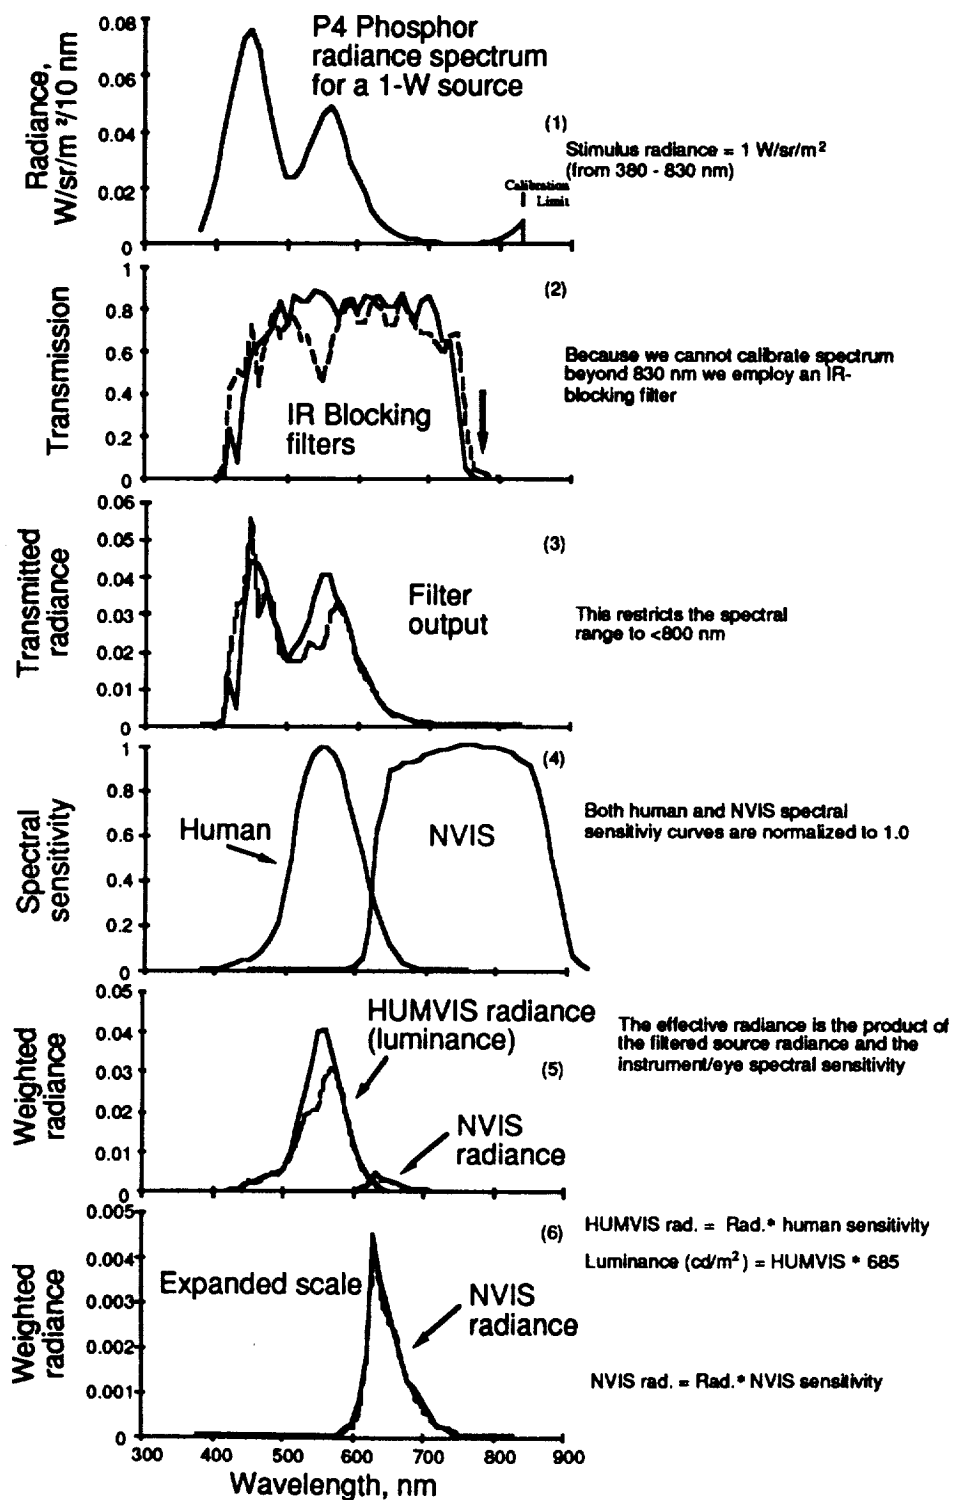 P4 Phosphor
radiance spectrum
for a 1-W source
Radiance,
W/sr/m ²/10 nm
0.08
0.06
0.04
0.02
0
(1)
Stimulus radiance = 1 W/sr/m²
(from 380 - 830 nm)
Calibration
Limit
Transmission
1
0.8
0.6
0.4
0.2
0
(2)
IR Blocking
filters
Because we cannot calibrate spectrum
beyond 830 nm we employ an IR-
blocking filter
Transmitted
radiance
0.06
0.05
0.04
0.03
0.02
0.01
0
(3)
Filter
output
This restricts the spectral
range to <800 nm
Spectral
sensitivity
1
0.8
0.6
0.4
0.2
0
(4)
Human
NVIS
Both human and NVIS spectral
sensitiviy curves are normalized to 1.0
Weighted
radiance
0.05
0.04
0.03
0.02
0.01
0
300 400 500 600 700 800 900
HUMVIS radiance
(luminance)
(5)
NVIS
radiance
The effective radiance is the product of
the filtered source radiance and the
instrument/eye spectral sensitivity
Weighted
radiance
0.005
0.004
0.003
0.002
0.001
0
(6)
Expanded scale
NVIS
radiance
HUMVIS rad. = Rad.* human sensitivity
Luminance (cd/m²) = HUMVIS * 685
NVIS rad. = Rad.* NVIS sensitivity
300 400 500 600 700 800 900
Wavelength, nm